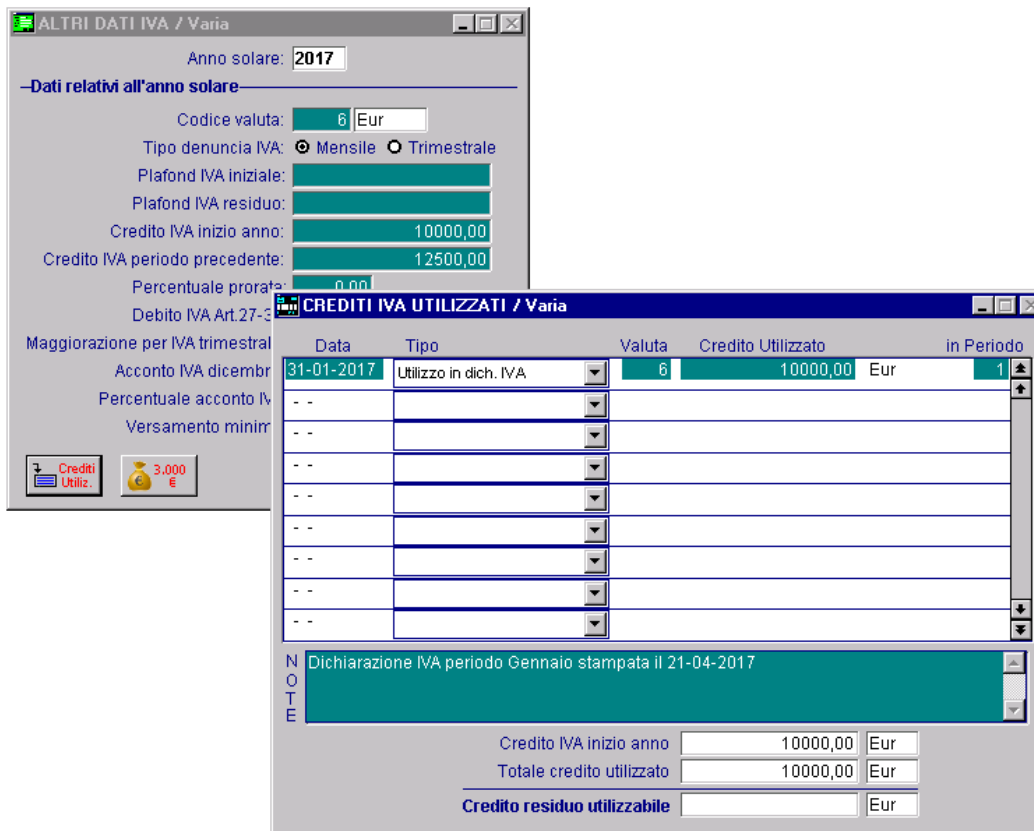 ALTRI DATI IVA / Varia
Anno solare: 2017
Dati relativi all'anno solare
Codice valuta: 6 Eur
Tipo denuncia IVA: Mensile Trimestrale
Plafond IVA iniziale:
Plafond IVA residuo:
Credito IVA inizio anno: 10000,00
Credito IVA periodo precedente: 12500,00
Percentuale prorata: 0,00
Debito IVA Art.27-3
Maggiorazione per IVA trimestral
Acconto IVA dicembr
Percentuale acconto IV
Versamento minim
Crediti Utiliz.
3.000 €
CREDITI IVA UTILIZZATI / Varia
Data Tipo Valuta Credito Utilizzato in Periodo
31-01-2017 Utilizzo in dich. IVA 6 10000,00 Eur 1
- -
- -
- -
- -
- -
- -
- -
- -
NOTE
Dichiarazione IVA periodo Gennaio stampata il 21-04-2017
Credito IVA inizio anno 10000,00 Eur
Totale credito utilizzato 10000,00 Eur
Credito residuo utilizzabile Eur